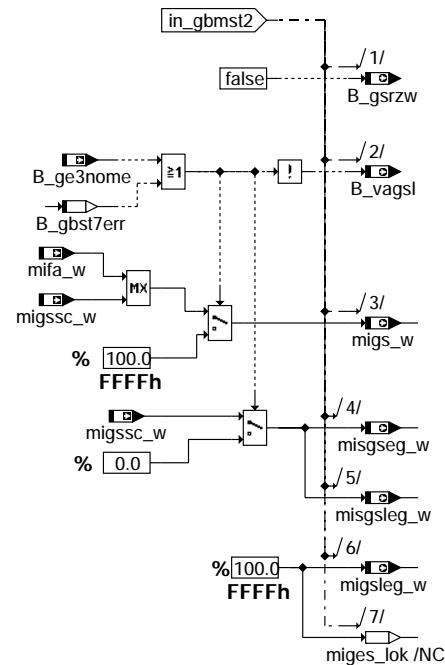 in_gbmst2
1/
false
B_gsrzw
2/
B_ge3nome
≧1
!
B_vagsl
B_gbst7err
mifa_w
MX
3/
migssc_w
migs_w
% 100.0
FFFFh
4/
migssc_w
misgseg_w
% 0.0
5/
misgsleg_w
6/
% 100.0
migsleg_w
FFFFh
7/
miges_lok /NC